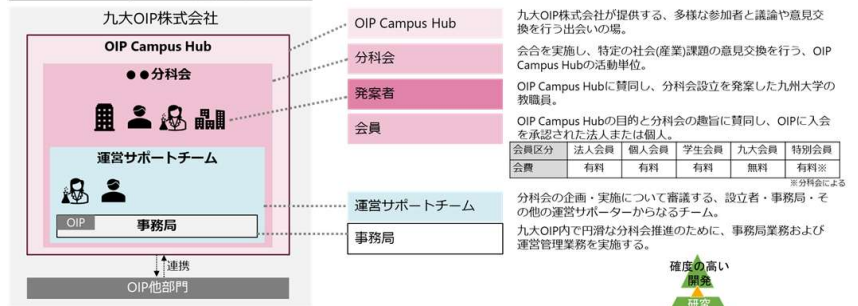 九大OIP株式会社
OIP Campus Hub
●●分科会
運営サポートチーム
OIP
事務局
連携
OIP他部門
OIP Campus Hub
九大OIP株式会社が提供する、多様な参加者と議論や意見交
換を行う出会いの場。
分科会
会合を実施し、特定の社会(産業)課題の意見交換を行う、OIP
Campus Hubの活動単位。
発案者
OIP Campus Hubに賛同し、分科会設立を発案した九州大学の
教職員。
会員
OIP Campus Hubの目的と分科会の趣旨に賛同し、OIPに入会
を承認された法人または個人。
会員区分 法人会員 個人会員 学生会員 九大会員 特別会員
会費 有料 有料 有料 無料 有料※
※分科会による
運営サポートチーム
分科会の企画・実施について審議する、設立者・事務局・そ
の他の運営サポーターからなるチーム。
事務局
九大OIP内で円滑な分科会推進のために、事務局業務および
運営管理業務を実施する。
確度の高い
開発
研究